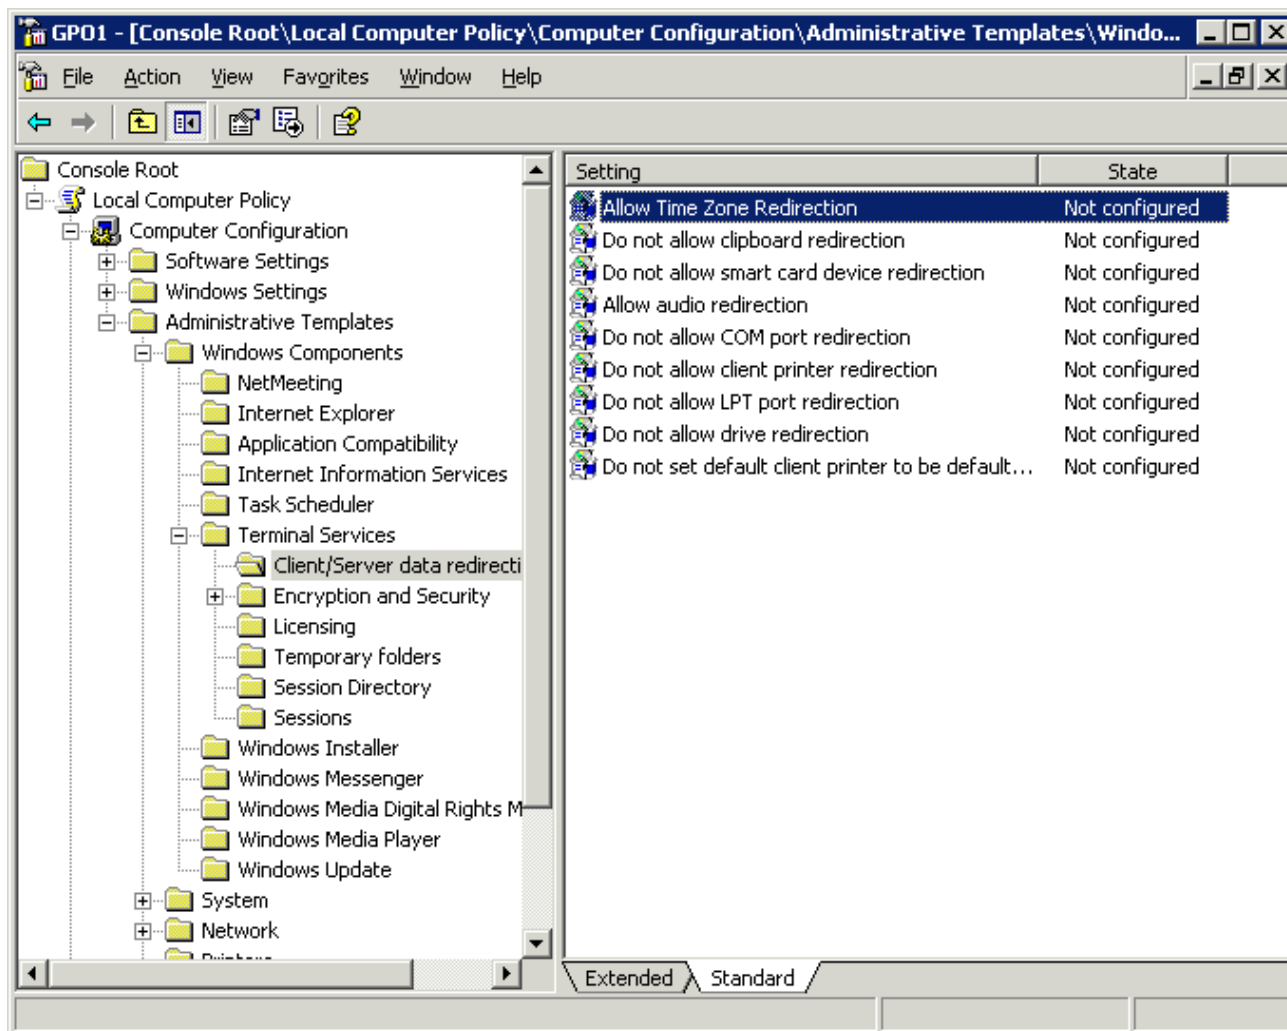 GPO1 - [Console Root\Local Computer Policy\Computer Configuration\Administrative Templates\Windo...
File Action View Favorites Window Help
Console Root
Local Computer Policy
Computer Configuration
Software Settings
Windows Settings
Administrative Templates
Windows Components
NetMeeting
Internet Explorer
Application Compatibility
Internet Information Services
Task Scheduler
Terminal Services
Client/Server data redirecti
Encryption and Security
Licensing
Temporary folders
Session Directory
Sessions
Windows Installer
Windows Messenger
Windows Media Digital Rights M
Windows Media Player
Windows Update
System
Network
Printers
Setting State
Allow Time Zone Redirection Not configured
Do not allow clipboard redirection Not configured
Do not allow smart card device redirection Not configured
Allow audio redirection Not configured
Do not allow COM port redirection Not configured
Do not allow client printer redirection Not configured
Do not allow LPT port redirection Not configured
Do not allow drive redirection Not configured
Do not set default client printer to be default... Not configured
Extended Standard